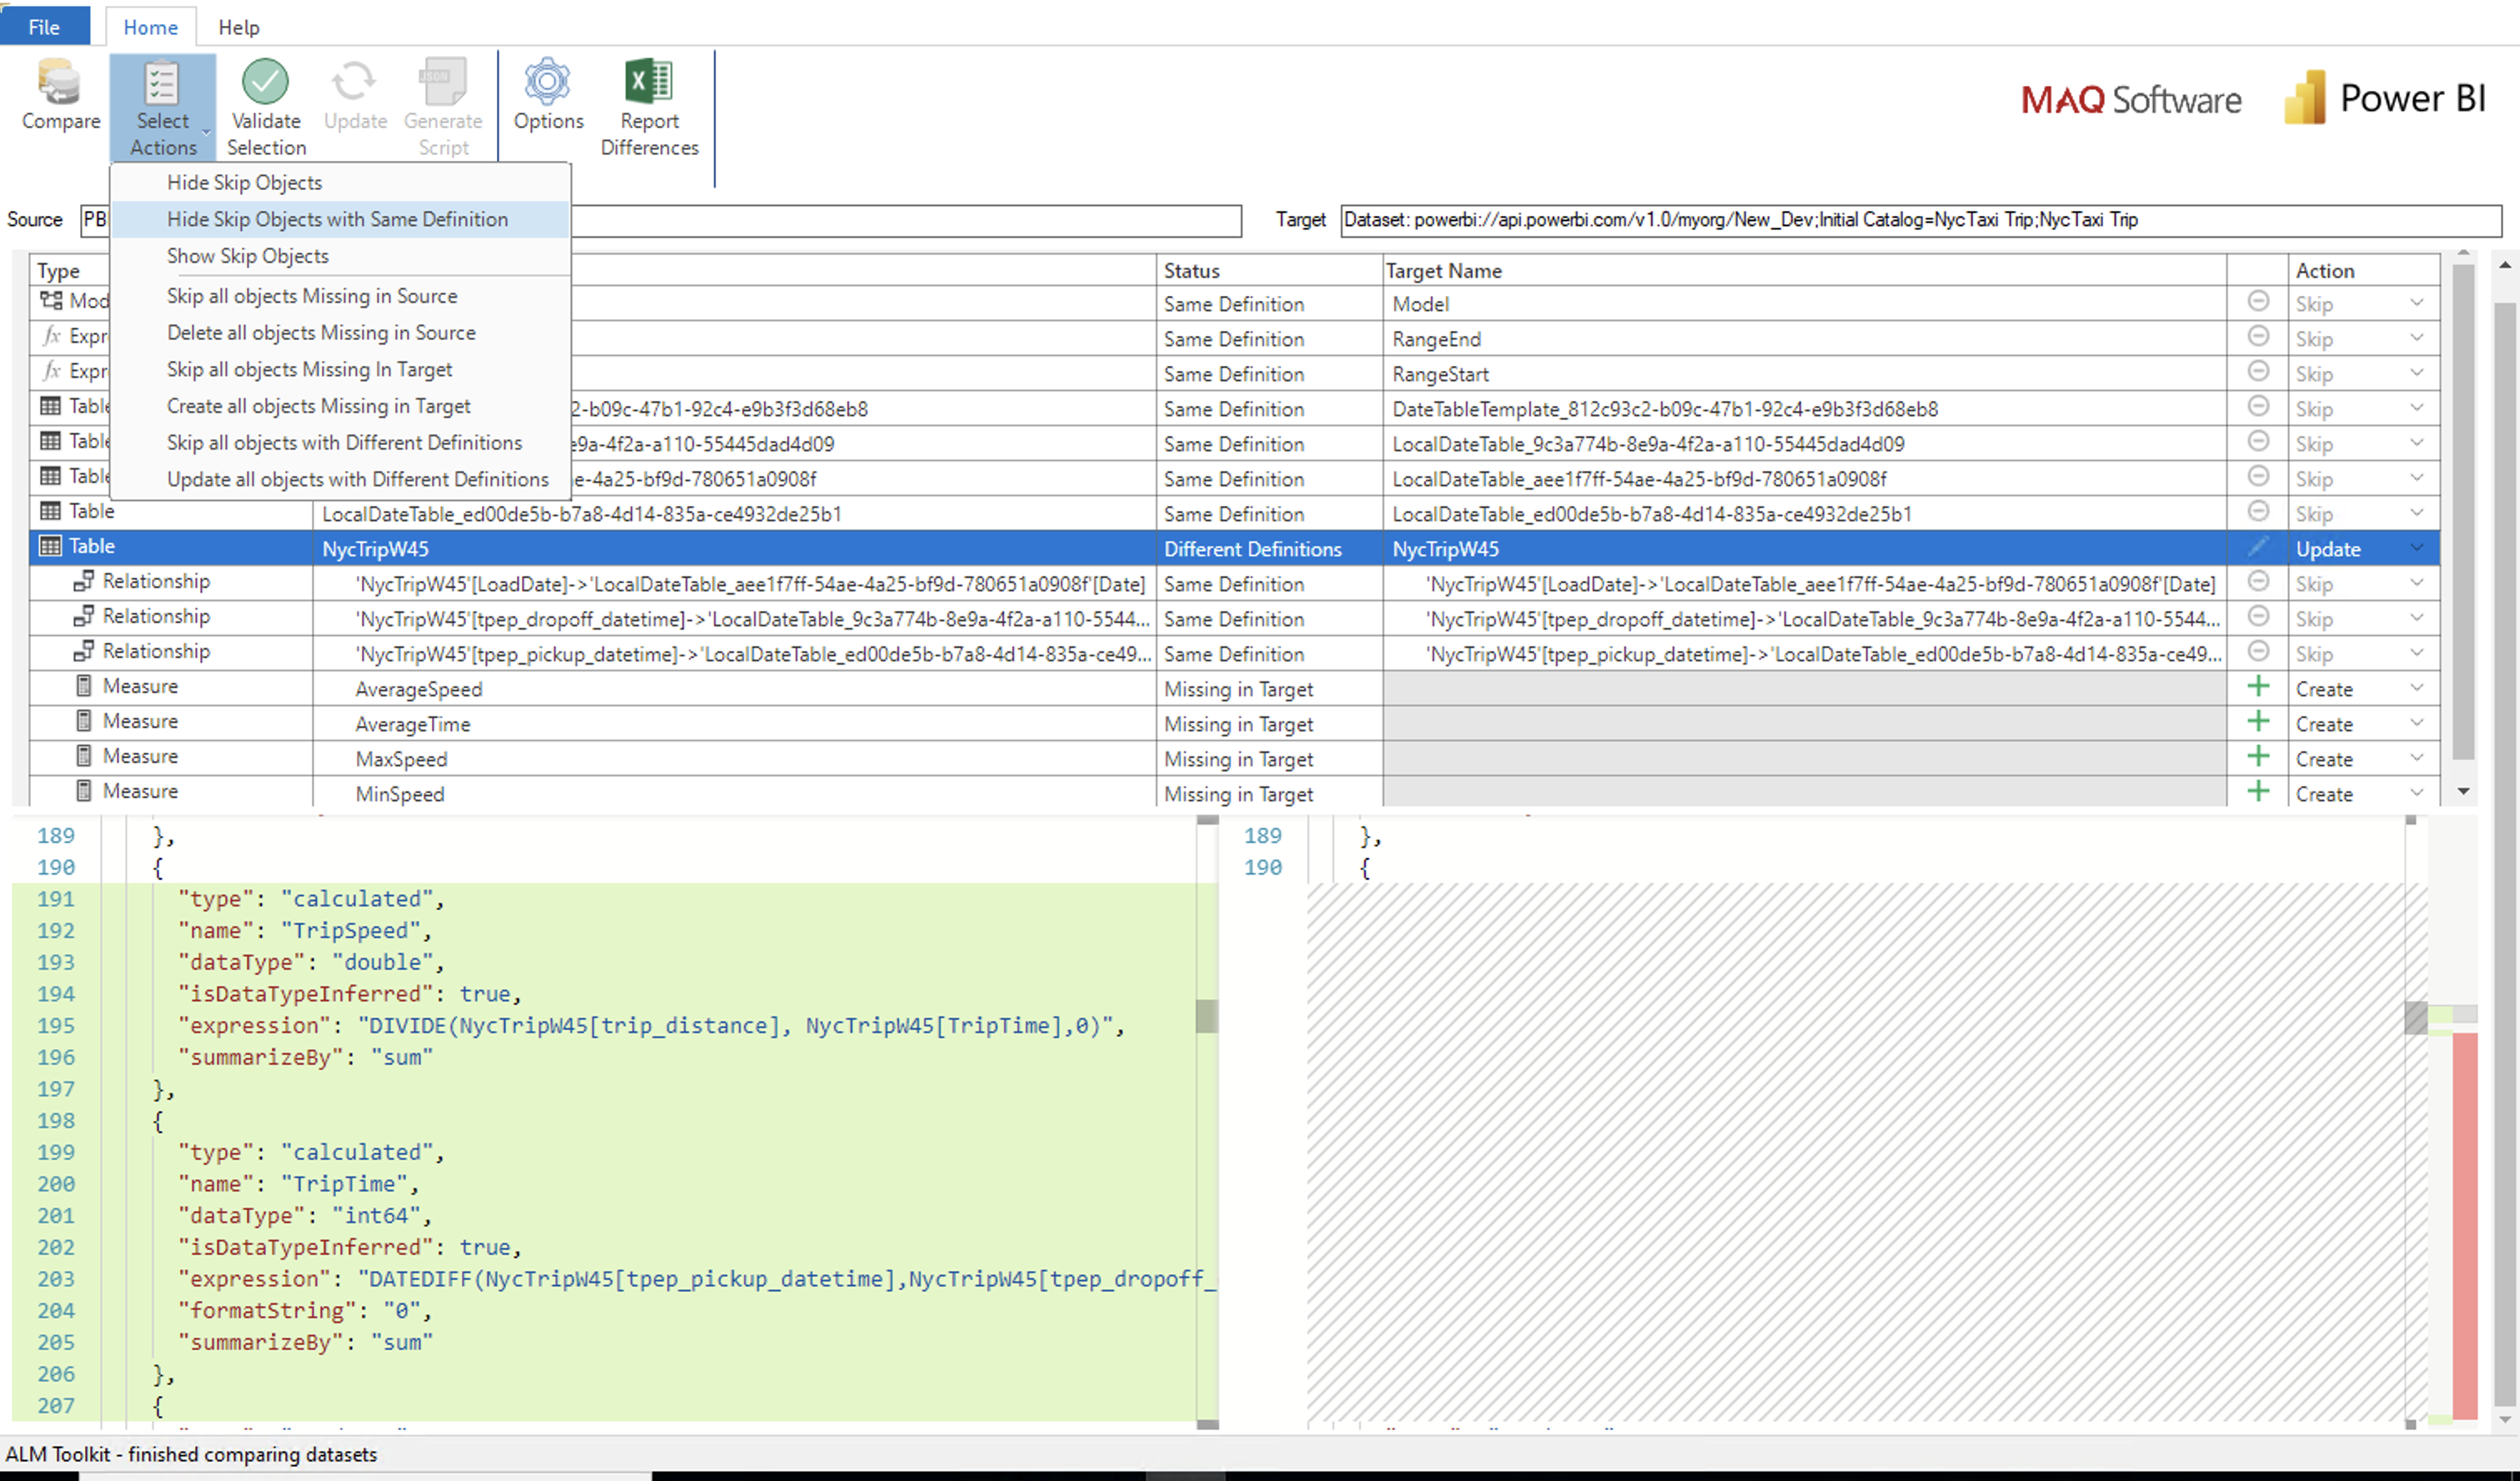 File Home Help
Compare Select Actions Validate Selection Update JSON Generate Script Options Report Differences MAQ Software Power BI
Hide Skip Objects
Source PB Hide Skip Objects with Same Definition Target Dataset: powerbi://api.powerbi.com/v1.0/myorg/New_Dev;Initial Catalog=NycTaxi Trip;NycTaxi Trip
Show Skip Objects
Skip all objects Missing in Source
Delete all objects Missing in Source
Skip all objects Missing In Target
Create all objects Missing in Target
Skip all objects with Different Definitions
Update all objects with Different Definitions
Type Status Target Name Action
Mod Same Definition Model Skip
fx Expr Same Definition RangeEnd Skip
fx Expr Same Definition RangeStart Skip
Table 2-b09c-47b1-92c4-e9b3f3d68eb8 Same Definition DateTableTemplate_812c93c2-b09c-47b1-92c4-e9b3f3d68eb8 Skip
Table e9a-4f2a-a110-55445dad4d09 Same Definition LocalDateTable_9c3a774b-8e9a-4f2a-a110-55445dad4d09 Skip
Table e-4a25-bf9d-780651a0908f Same Definition LocalDateTable_aee1f7ff-54ae-4a25-bf9d-780651a0908f Skip
Table LocalDateTable_ed00de5b-b7a8-4d14-835a-ce4932de25b1 Same Definition LocalDateTable_ed00de5b-b7a8-4d14-835a-ce4932de25b1 Skip
Table NycTripW45 Different Definitions NycTripW45 Update
Relationship 'NycTripW45'[LoadDate]->'LocalDateTable_aee1f7ff-54ae-4a25-bf9d-780651a0908f'[Date] Same Definition 'NycTripW45'[LoadDate]->'LocalDateTable_aee1f7ff-54ae-4a25-bf9d-780651a0908f'[Date] Skip
Relationship 'NycTripW45'[tpep_dropoff_datetime]->'LocalDateTable_9c3a774b-8e9a-4f2a-a110-5544... Same Definition 'NycTripW45'[tpep_dropoff_datetime]->'LocalDateTable_9c3a774b-8e9a-4f2a-a110-5544... Skip
Relationship 'NycTripW45'[tpep_pickup_datetime]->'LocalDateTable_ed00de5b-b7a8-4d14-835a-ce49... Same Definition 'NycTripW45'[tpep_pickup_datetime]->'LocalDateTable_ed00de5b-b7a8-4d14-835a-ce49... Skip
Measure AverageSpeed Missing in Target Create
Measure AverageTime Missing in Target Create
Measure MaxSpeed Missing in Target Create
Measure MinSpeed Missing in Target Create
189 }, 189 },
190 { 190 {
191 "type": "calculated",
192 "name": "TripSpeed",
193 "dataType": "double",
194 "isDataTypeInferred": true,
195 "expression": "DIVIDE(NycTripW45[trip_distance], NycTripW45[TripTime],0)",
196 "summarizeBy": "sum"
197 },
198 {
199 "type": "calculated",
200 "name": "TripTime",
201 "dataType": "int64",
202 "isDataTypeInferred": true,
203 "expression": "DATEDIFF(NycTripW45[tpep_pickup_datetime],NycTripW45[tpep_dropoff_
204 "formatString": "0",
205 "summarizeBy": "sum"
206 },
207 {
ALM Toolkit - finished comparing datasets